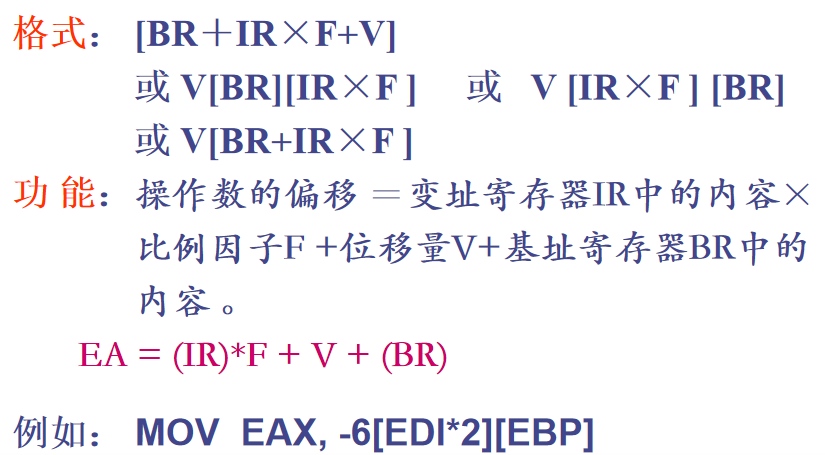 格式： [BR＋IR×F+V]
或 V[BR][IR×F ] 或 V [IR×F ] [BR]
或 V[BR+IR×F ]
功 能： 操作数的偏移 ＝变址寄存器IR中的内容×
比例因子F +位移量V+基址寄存器BR中的
内容 。
EA = (IR)*F + V + (BR)
例如： MOV EAX, -6[EDI*2][EBP]